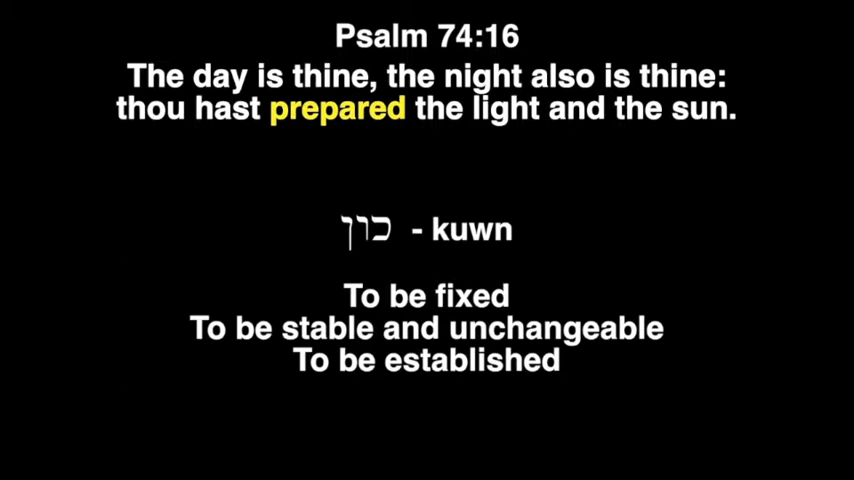 Psalm 74:16
The day is thine, the night also is thine:
thou hast prepared the light and the sun.
כון - kuwn
To be fixed
To be stable and unchangeable
To be established